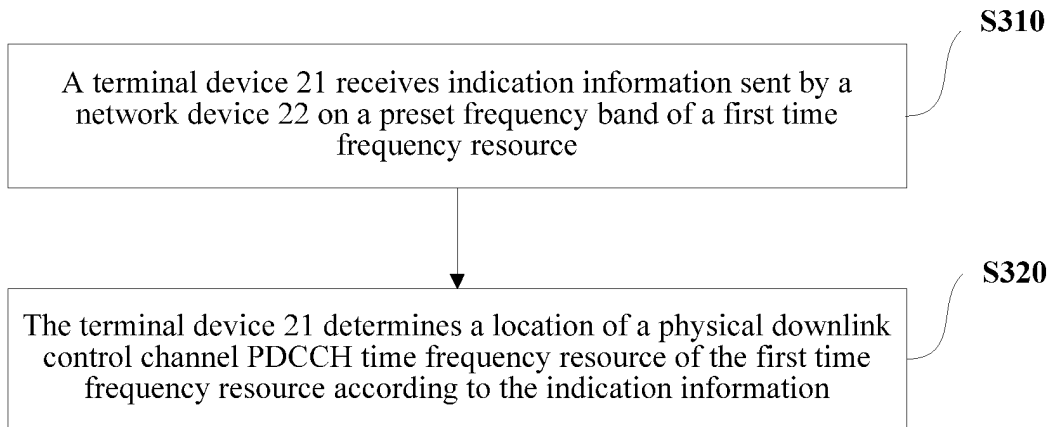 S310
A terminal device 21 receives indication information sent by a
network device 22 on a preset frequency band of a first time
frequency resource
S320
The terminal device 21 determines a location of a physical downlink
control channel PDCCH time frequency resource of the first time
frequency resource according to the indication information